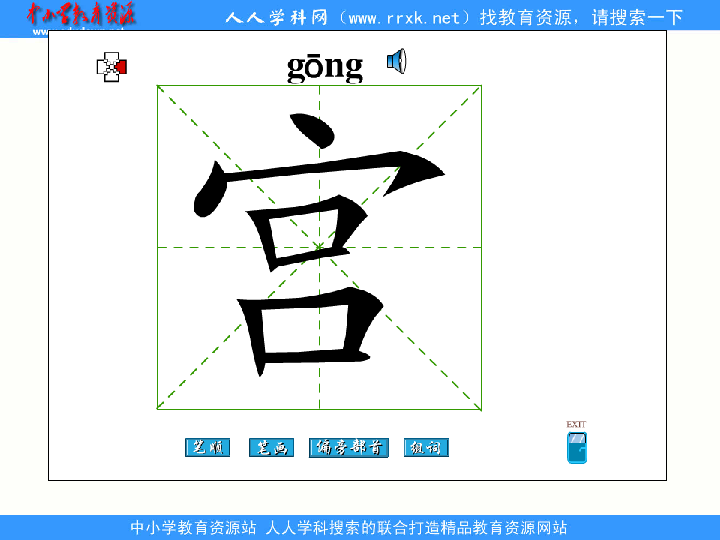 中小学教育资源
人人学科网（www.rrxk.net）找教育资源，请搜索一下
gōng
宫
笔顺 笔画 偏旁部首 组词
EXIT
中小学教育资源站 人人学科搜索的联合打造精品教育资源网站